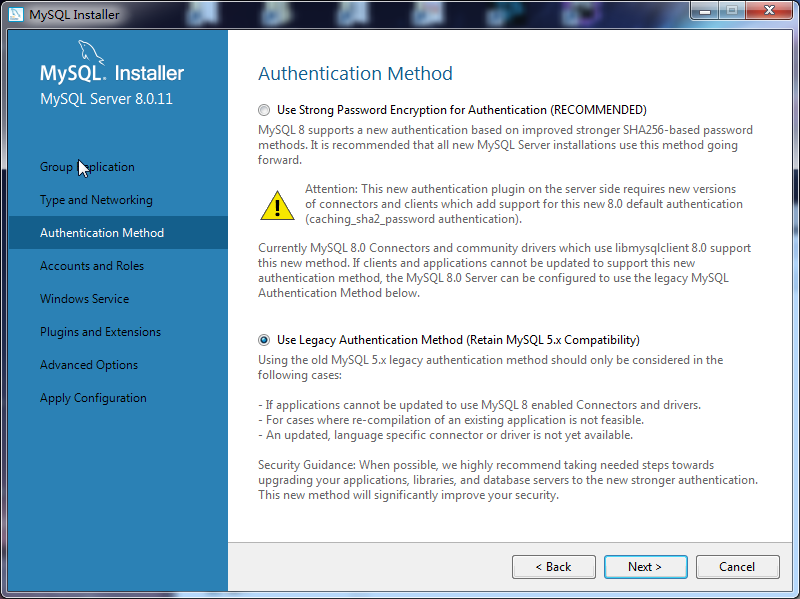 MySQL Installer
MySQL. Installer
MySQL Server 8.0.11
Group Replication
Type and Networking
Authentication Method
Accounts and Roles
Windows Service
Plugins and Extensions
Advanced Options
Apply Configuration
Authentication Method
Use Strong Password Encryption for Authentication (RECOMMENDED)
MySQL 8 supports a new authentication based on improved stronger SHA256-based password
methods. It is recommended that all new MySQL Server installations use this method going
forward.
Attention: This new authentication plugin on the server side requires new versions
of connectors and clients which add support for this new 8.0 default authentication
(caching_sha2_password authentication).
Currently MySQL 8.0 Connectors and community drivers which use libmysqlclient 8.0 support
this new method. If clients and applications cannot be updated to support this new
authentication method, the MySQL 8.0 Server can be configured to use the legacy MySQL
Authentication Method below.
Use Legacy Authentication Method (Retain MySQL 5.x Compatibility)
Using the old MySQL 5.x legacy authentication method should only be considered in the
following cases:
- If applications cannot be updated to use MySQL 8 enabled Connectors and drivers.
- For cases where re-compilation of an existing application is not feasible.
- An updated, language specific connector or driver is not yet available.
Security Guidance: When possible, we highly recommend taking needed steps towards
upgrading your applications, libraries, and database servers to the new stronger authentication.
This new method will significantly improve your security.
< Back
Next >
Cancel